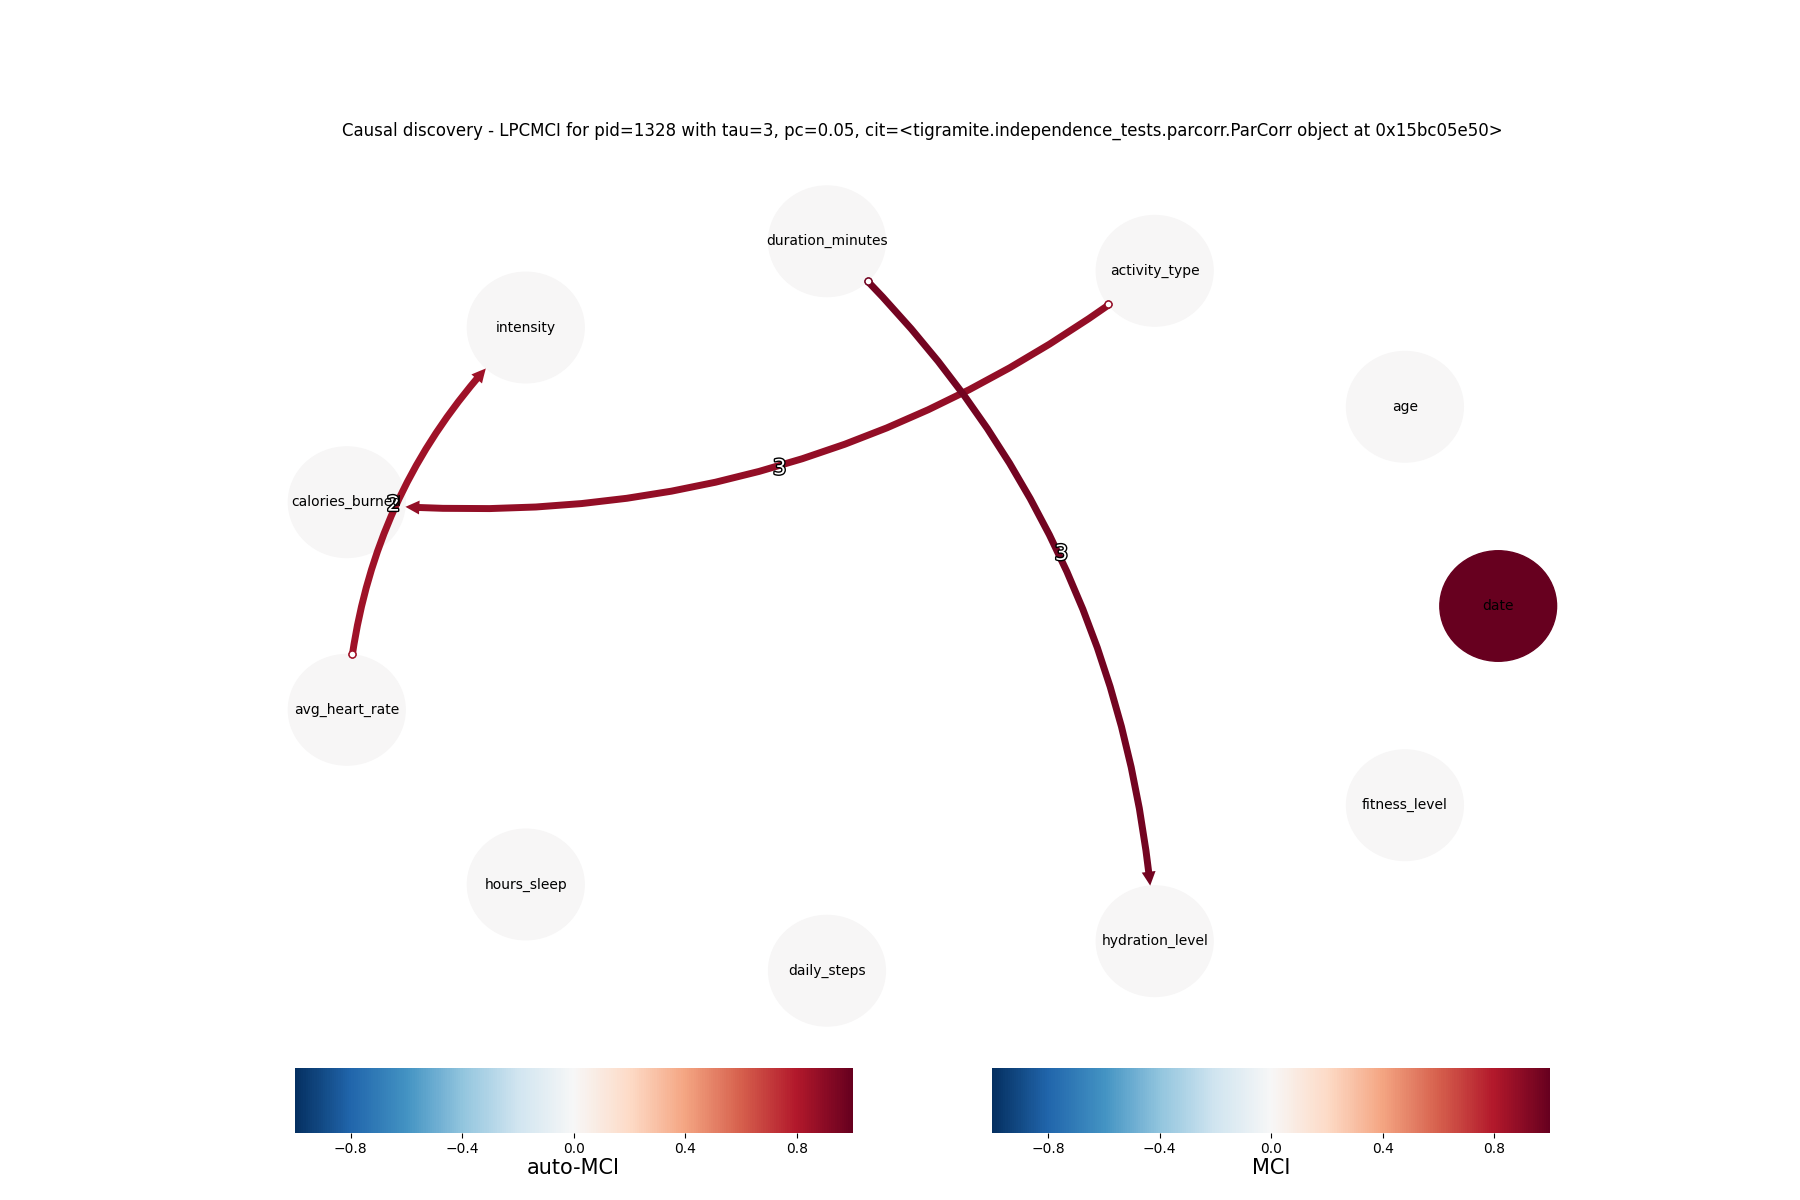 Causal discovery - LPCMCI for pid=1328 with tau=3, pc=0.05, cit=<tigramite.independence_tests.parcorr.ParCorr object at 0x15bc05e50>
duration_minutes
activity_type
intensity
age
3
calories_burned
2
3
date
avg_heart_rate
fitness_level
hours_sleep
hydration_level
daily_steps
−0.8 −0.4 0.0 0.4 0.8
auto-MCI
−0.8 −0.4 0.0 0.4 0.8
MCI